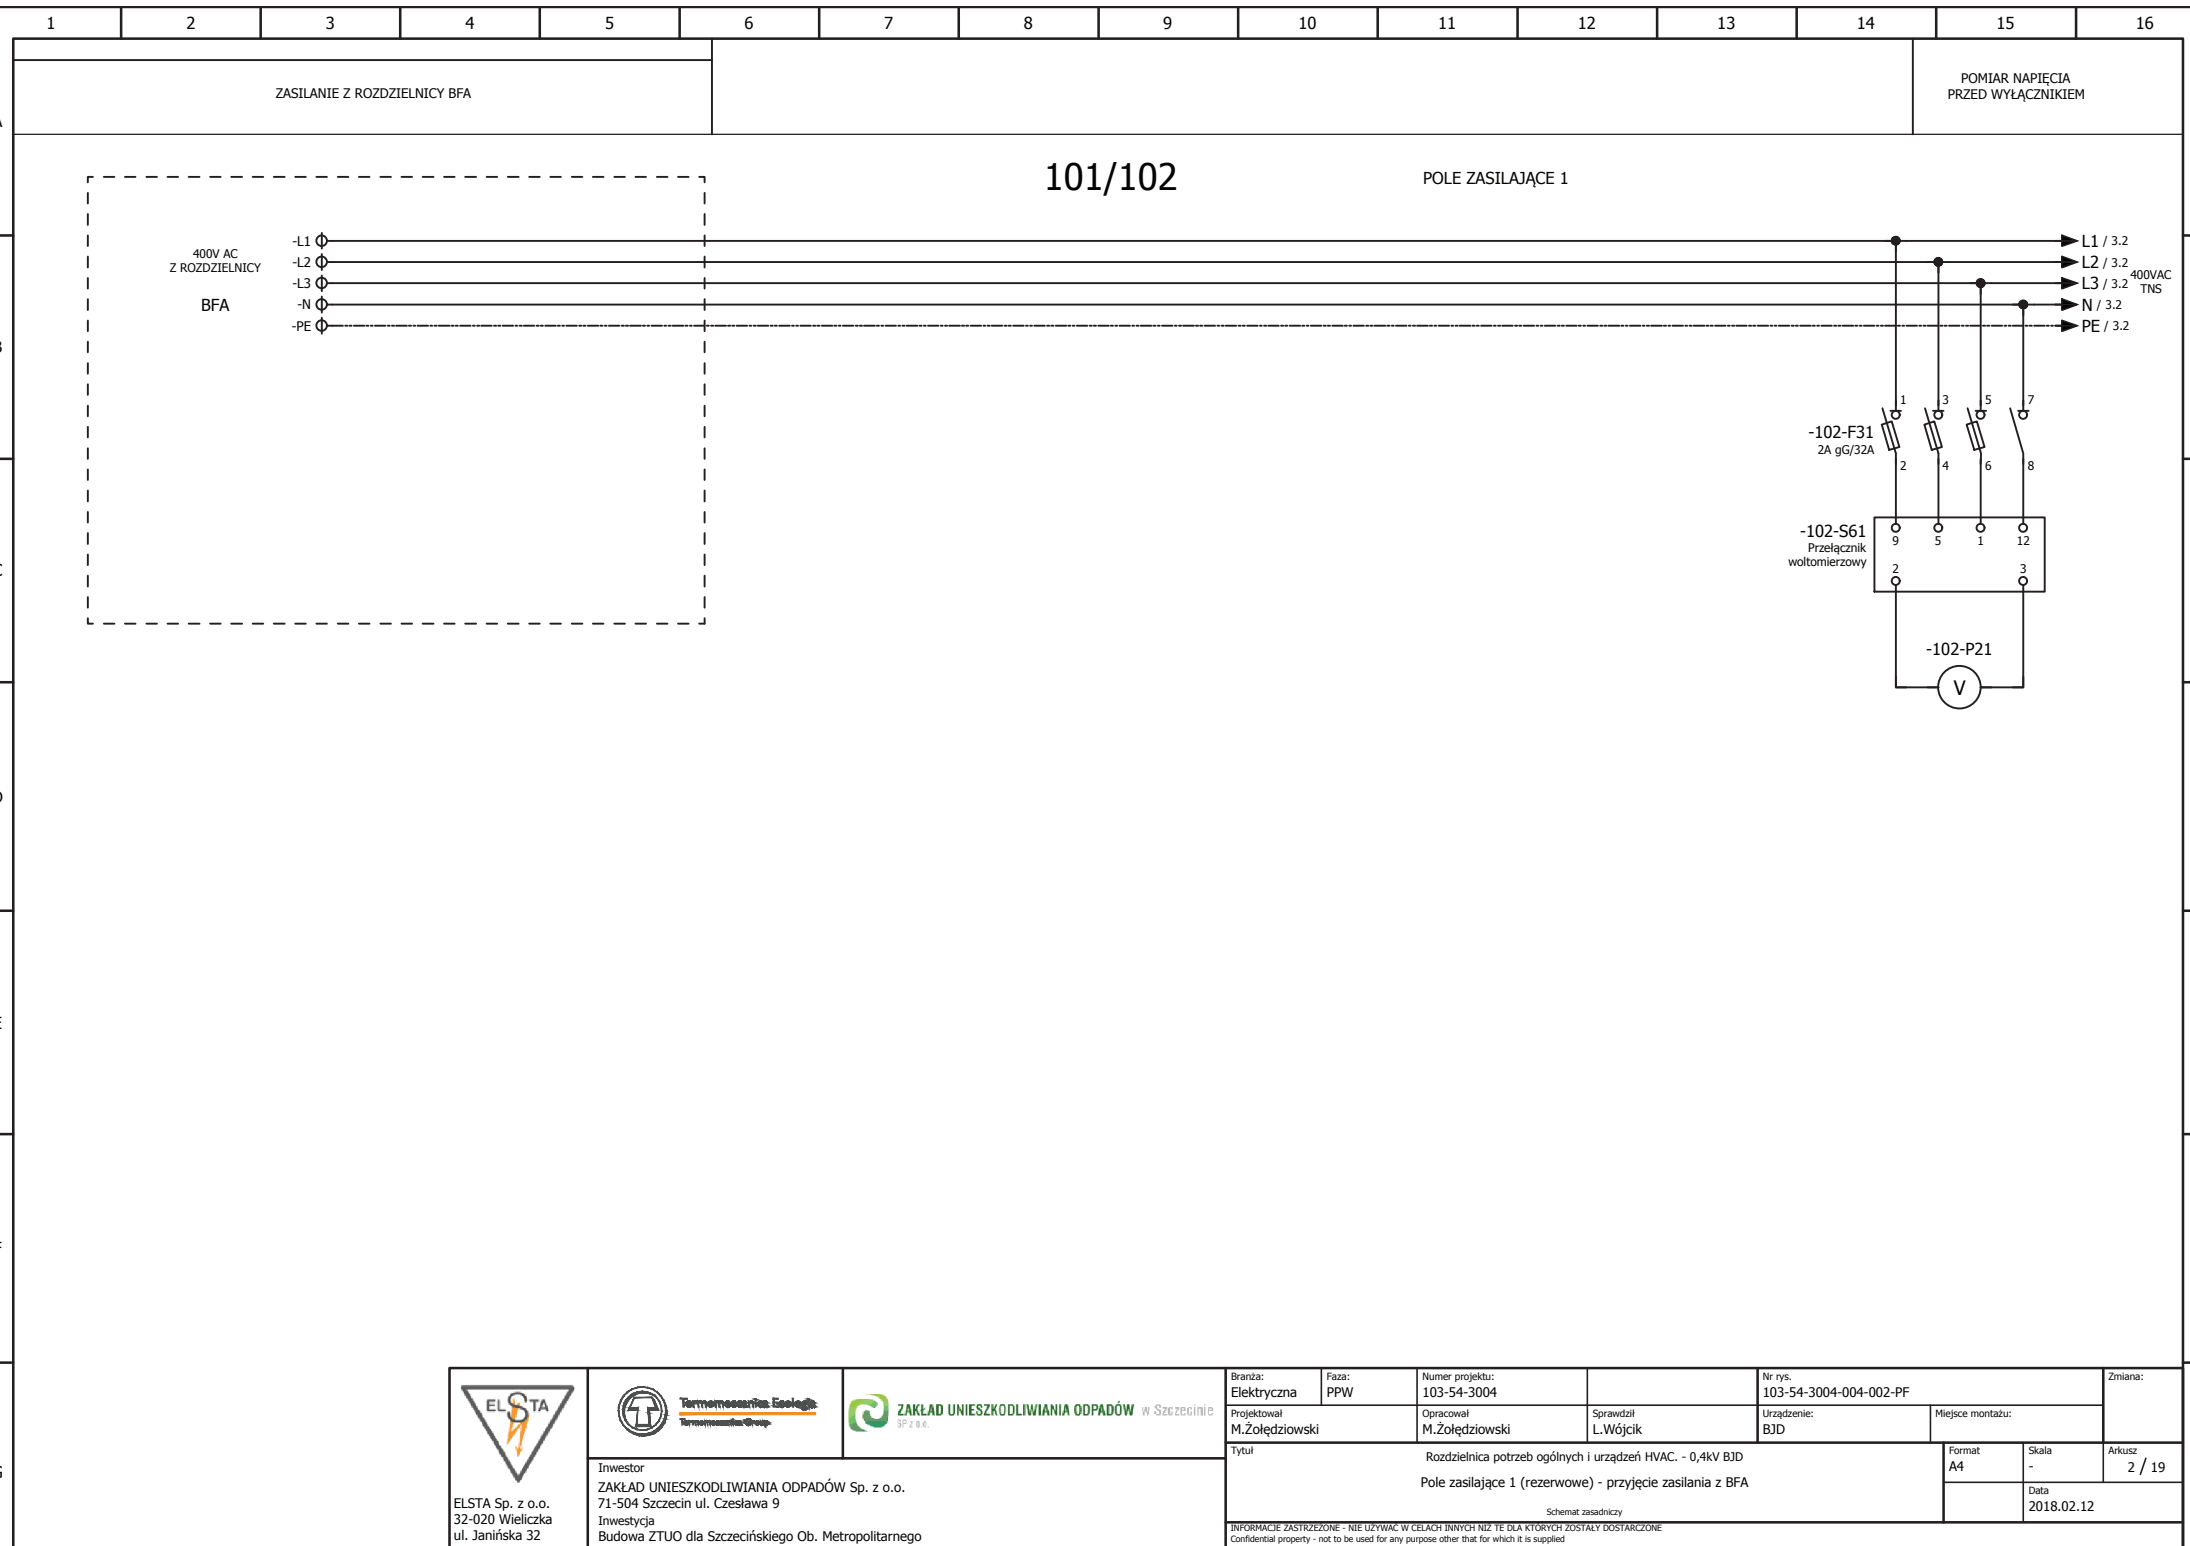 1 2 3 4 5 6 7 8 9 10 11 12 13 14 15 16
ZASILANIE Z ROZDZIELNICY BFA
POMIAR NAPIĘCIA
PRZED WYŁĄCZNIKIEM
101/102
POLE ZASILAJĄCE 1
400V AC
Z ROZDZIELNICY
BFA
-L1
-L2
-L3
-N
-PE
L1 / 3.2
L2 / 3.2
L3 / 3.2
N / 3.2
PE / 3.2
400VAC
TNS
1 3 5 7
-102-F31
2A gG/32A
2 4 6 8
-102-S61
Przełącznik
woltomierzowy
9 5 1 12
2 3
-102-P21
V
ELSTA
ELSTA Sp. z o.o.
32-020 Wieliczka
ul. Janińska 32
Termomeccanica Ecologia
Termomeccanica Group
ZAKŁAD UNIESZKODLIWIANIA ODPADÓW w Szczecinie
SP z o.o.
Inwestor
ZAKŁAD UNIESZKODLIWIANIA ODPADÓW Sp. z o.o.
71-504 Szczecin ul. Czesława 9
Inwestycja
Budowa ZTUO dla Szczecińskiego Ob. Metropolitarnego
Branża:
Elektryczna
Faza:
PPW
Numer projektu:
103-54-3004
Nr rys.
103-54-3004-004-002-PF
Zmiana:
Projektował
M.Żołędziowski
Opracował
M.Żołędziowski
Sprawdził
L.Wójcik
Urządzenie:
BJD
Miejsce montażu:
Tytuł
Rozdzielnica potrzeb ogólnych i urządzeń HVAC. - 0,4kV BJD
Pole zasilające 1 (rezerwowe) - przyjęcie zasilania z BFA
Schemat zasadniczy
Format
A4
Skala
-
Arkusz
2 / 19
Data
2018.02.12
INFORMACJE ZASTRZEŻONE - NIE UŻYWAĆ W CELACH INNYCH NIŻ TE DLA KTÓRYCH ZOSTAŁY DOSTARCZONE
Confidential property - not to be used for any purpose other that for which it is supplied